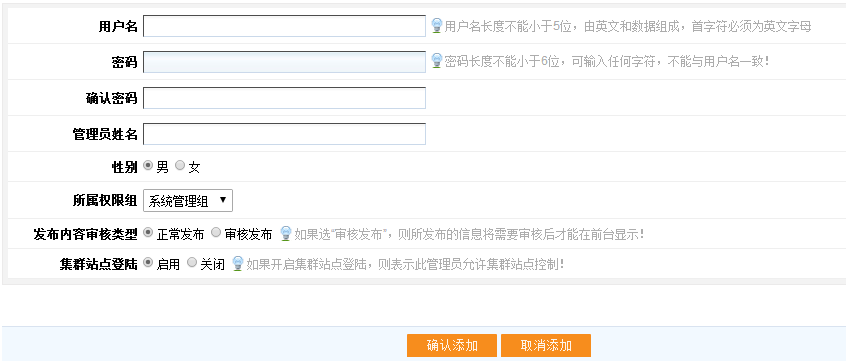 用户名 用户名长度不能小于5位，由英文和数据组成，首字符必须为英文字母
密码 密码长度不能小于6位，可输入任何字符，不能与用户名一致！
确认密码
管理员姓名
性别 男 女
所属权限组 系统管理组
发布内容审核类型 正常发布 审核发布 如果选“审核发布”，则所发布的信息将需要审核后才能在前台显示！
集群站点登陆 启用 关闭 如果开启集群站点登陆，则表示此管理员允许集群站点控制！
确认添加 取消添加